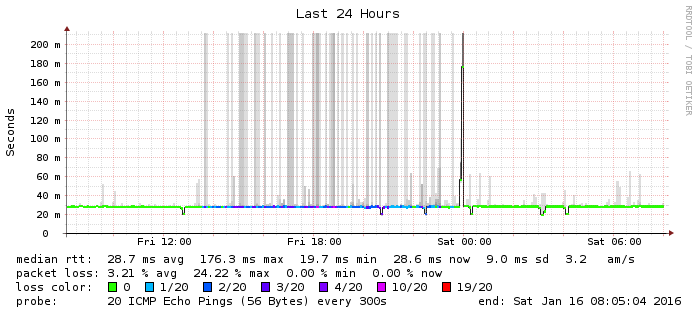 Last 24 Hours
RRDTOOL / TOBI OETIKER
Seconds
200 m
180 m
160 m
140 m
120 m
100 m
80 m
60 m
40 m
20 m
0
Fri 12:00 Fri 18:00 Sat 00:00 Sat 06:00
median rtt: 28.7 ms avg 176.3 ms max 19.7 ms min 28.6 ms now 9.0 ms sd 3.2 am/s
packet loss: 3.21 % avg 24.22 % max 0.00 % min 0.00 % now
loss color: 0 1/20 2/20 3/20 4/20 10/20 19/20
probe: 20 ICMP Echo Pings (56 Bytes) every 300s end: Sat Jan 16 08:05:04 2016